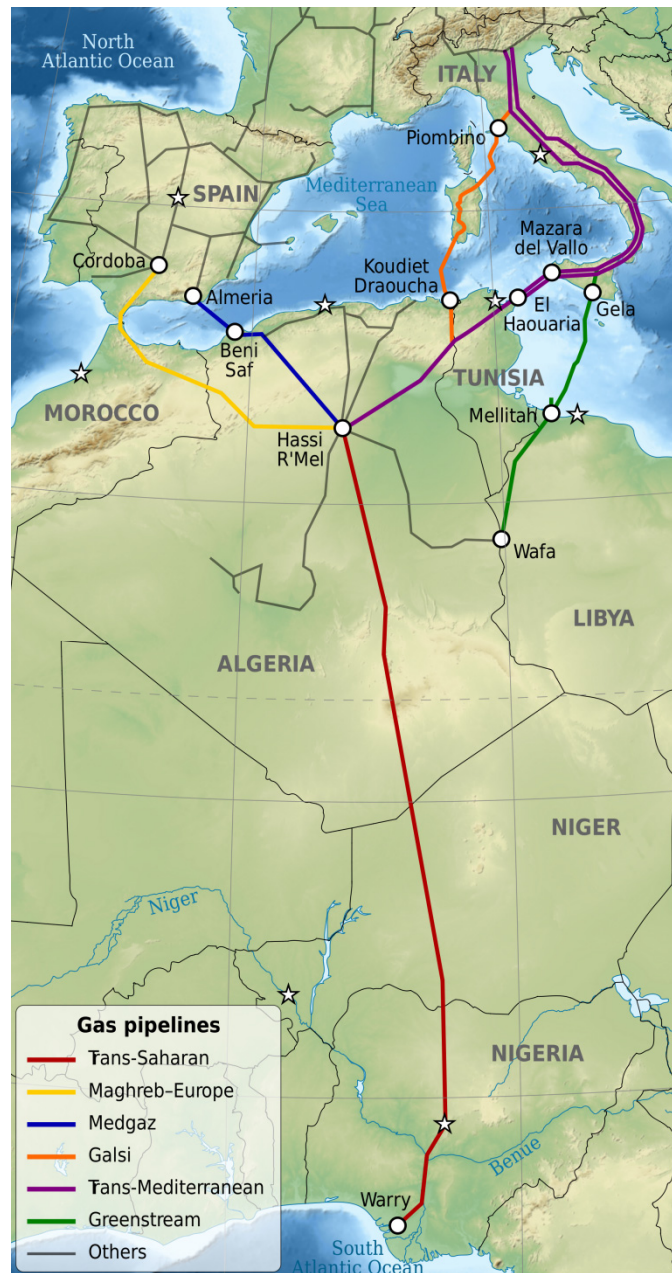 North
Atlantic Ocean
ITALY
Piombino
SPAIN
Mediterranean
Sea
Cordoba
Mazara
del Vallo
Koudiet
Draoucha
Almeria
El
Haouaria
Gela
Beni
Saf
TUNISIA
MOROCCO
Mellitah
Hassi
R'Mel
Wafa
LIBYA
ALGERIA
NIGER
Niger
Gas pipelines
Trans-Saharan
Maghreb–Europe
Medgaz
Galsi
Trans-Mediterranean
Greenstream
Others
NIGERIA
Benue
Warry
South
Atlantic Ocean